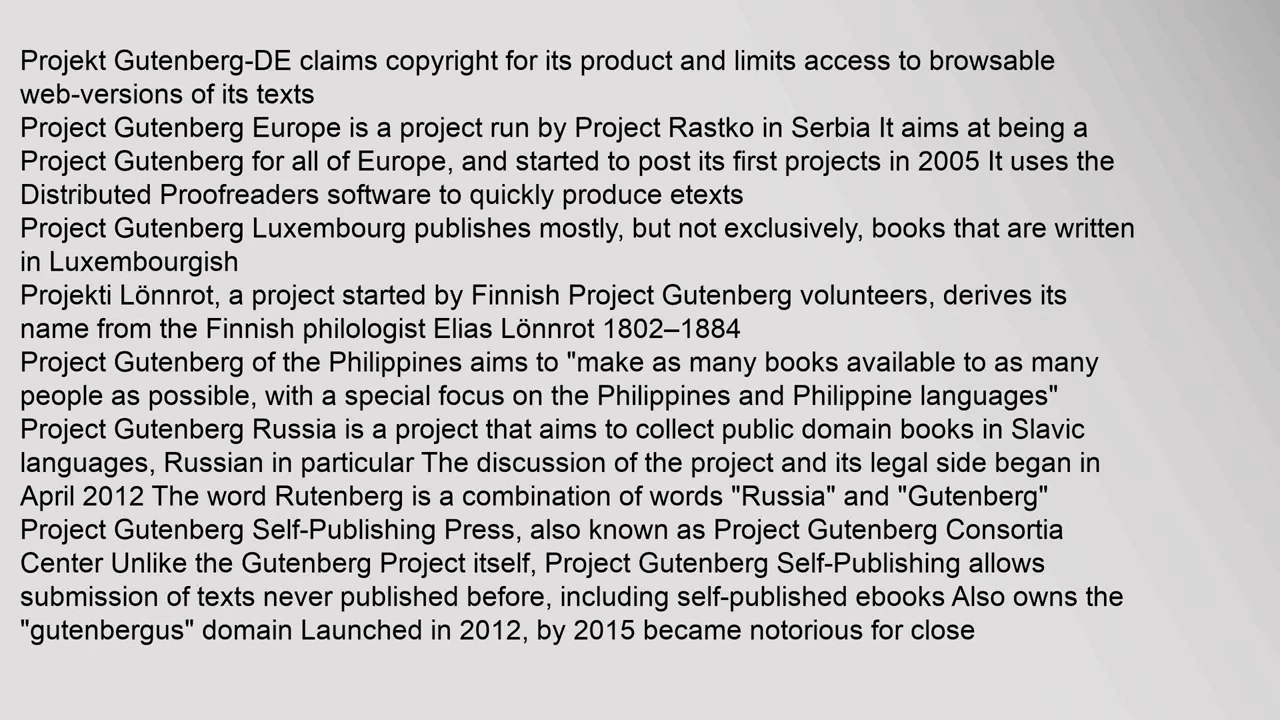 Projekt Gutenberg-DE claims copyright for its product and limits access to browsable
web-versions of its texts
Project Gutenberg Europe is a project run by Project Rastko in Serbia It aims at being a
Project Gutenberg for all of Europe, and started to post its first projects in 2005 It uses the
Distributed Proofreaders software to quickly produce etexts
Project Gutenberg Luxembourg publishes mostly, but not exclusively, books that are written
in Luxembourgish
Projekti Lönnrot, a project started by Finnish Project Gutenberg volunteers, derives its
name from the Finnish philologist Elias Lönnrot 1802–1884
Project Gutenberg of the Philippines aims to "make as many books available to as many
people as possible, with a special focus on the Philippines and Philippine languages"
Project Gutenberg Russia is a project that aims to collect public domain books in Slavic
languages, Russian in particular The discussion of the project and its legal side began in
April 2012 The word Rutenberg is a combination of words "Russia" and "Gutenberg"
Project Gutenberg Self-Publishing Press, also known as Project Gutenberg Consortia
Center Unlike the Gutenberg Project itself, Project Gutenberg Self-Publishing allows
submission of texts never published before, including self-published ebooks Also owns the
"gutenbergus" domain Launched in 2012, by 2015 became notorious for close